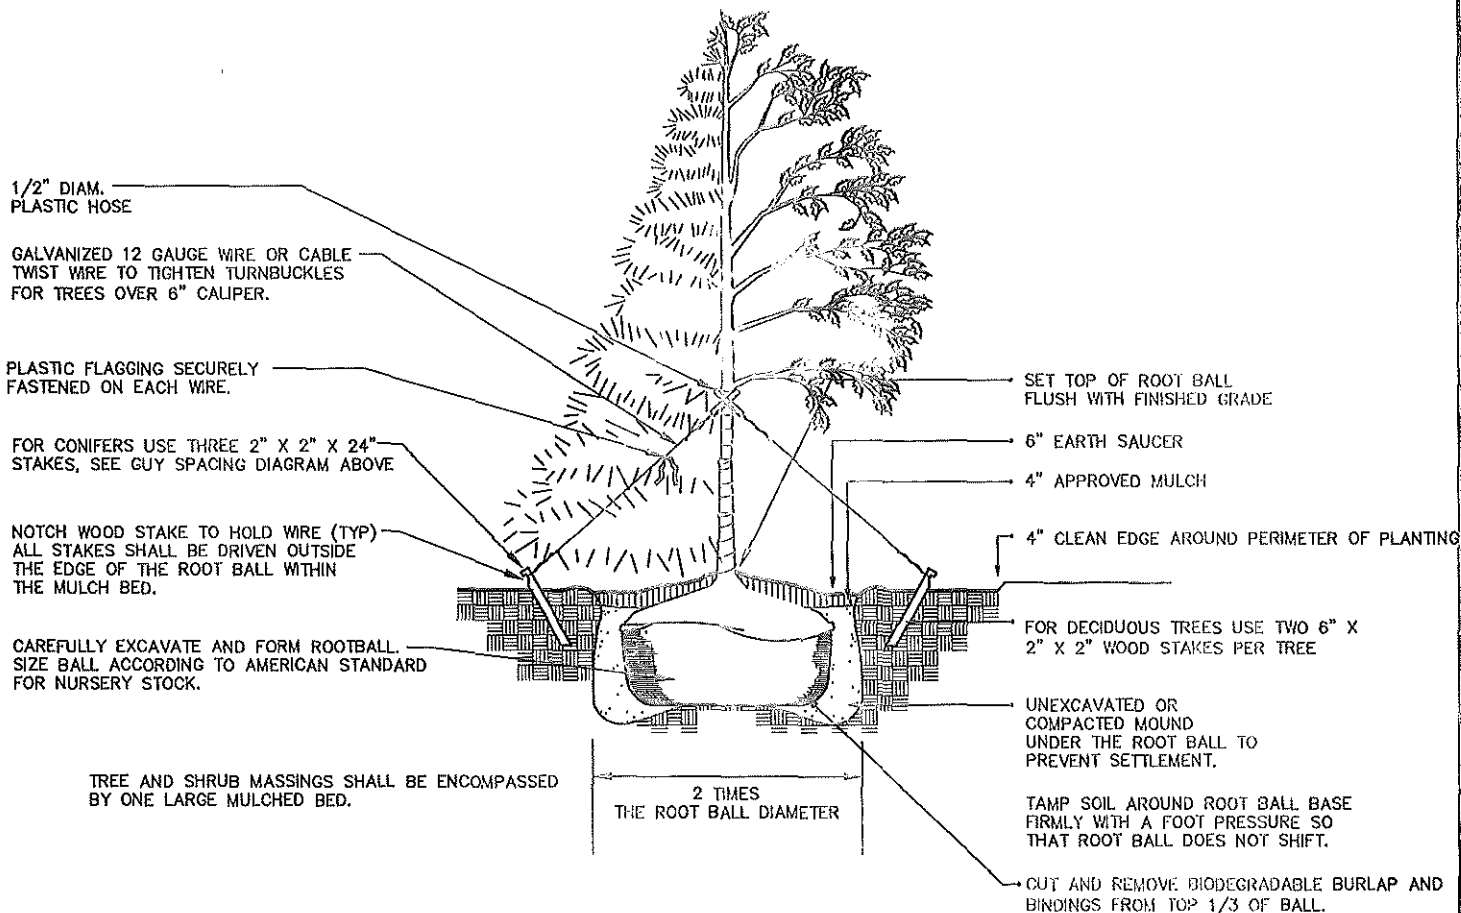 1/2" DIAM.
PLASTIC HOSE
GALVANIZED 12 GAUGE WIRE OR CABLE
TWIST WIRE TO TIGHTEN TURNBUCKLES
FOR TREES OVER 6" CALIPER.
PLASTIC FLAGGING SECURELY
FASTENED ON EACH WIRE.
FOR CONIFERS USE THREE 2" X 2" X 24"
STAKES, SEE GUY SPACING DIAGRAM ABOVE
NOTCH WOOD STAKE TO HOLD WIRE (TYP)
ALL STAKES SHALL BE DRIVEN OUTSIDE
THE EDGE OF THE ROOT BALL WITHIN
THE MULCH BED.
CAREFULLY EXCAVATE AND FORM ROOTBALL.
SIZE BALL ACCORDING TO AMERICAN STANDARD
FOR NURSERY STOCK.
TREE AND SHRUB MASSINGS SHALL BE ENCOMPASSED
BY ONE LARGE MULCHED BED.
2 TIMES
THE ROOT BALL DIAMETER
SET TOP OF ROOT BALL
FLUSH WITH FINISHED GRADE
6" EARTH SAUCER
4" APPROVED MULCH
4" CLEAN EDGE AROUND PERIMETER OF PLANTING
FOR DECIDUOUS TREES USE TWO 6" X
2" X 2" WOOD STAKES PER TREE
UNEXCAVATED OR
COMPACTED MOUND
UNDER THE ROOT BALL TO
PREVENT SETTLEMENT.
TAMP SOIL AROUND ROOT BALL BASE
FIRMLY WITH A FOOT PRESSURE SO
THAT ROOT BALL DOES NOT SHIFT.
CUT AND REMOVE BIODEGRADABLE BURLAP AND
BINDINGS FROM TOP 1/3 OF BALL.